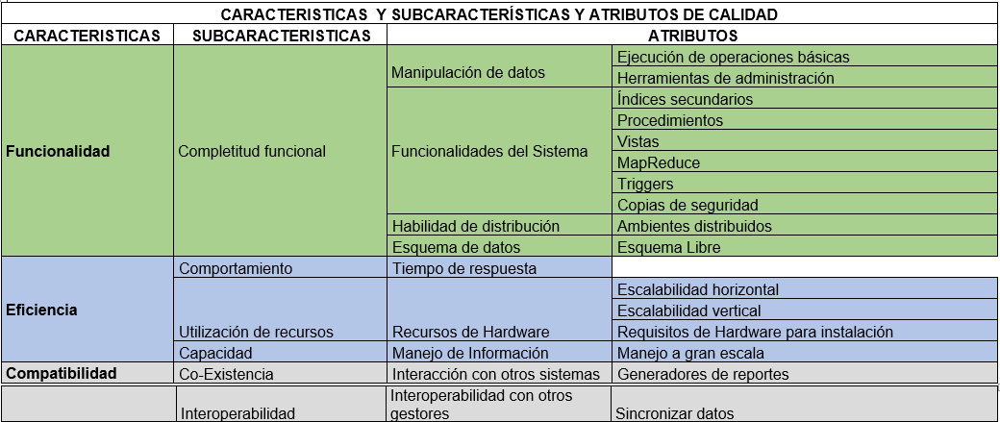 CARACTERISTICAS Y SUBCARACTERÍSTICAS Y ATRIBUTOS DE CALIDAD
CARACTERISTICAS SUBCARACTERISTICAS ATRIBUTOS
Funcionalidad Completitud funcional Manipulación de datos Ejecución de operaciones básicas
Herramientas de administración
Funcionalidades del Sistema Índices secundarios
Procedimientos
Vistas
MapReduce
Triggers
Copias de seguridad
Habilidad de distribución Ambientes distribuidos
Esquema de datos Esquema Libre
Eficiencia Comportamiento Tiempo de respuesta
Utilización de recursos Recursos de Hardware Escalabilidad horizontal
Escalabilidad vertical
Requisitos de Hardware para instalación
Capacidad Manejo de Información Manejo a gran escala
Compatibilidad Co-Existencia Interacción con otros sistemas Generadores de reportes
Interoperabilidad Interoperabilidad con otros
gestores Sincronizar datos